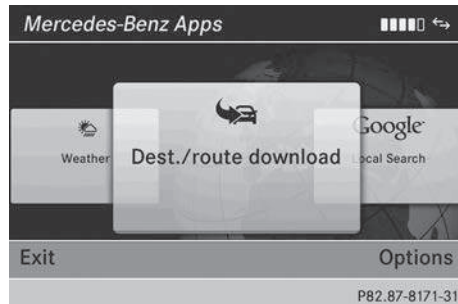 Mercedes-Benz Apps
Google
Weather
Dest./route download
Local Search
Exit
Options
P82.87-8171-31